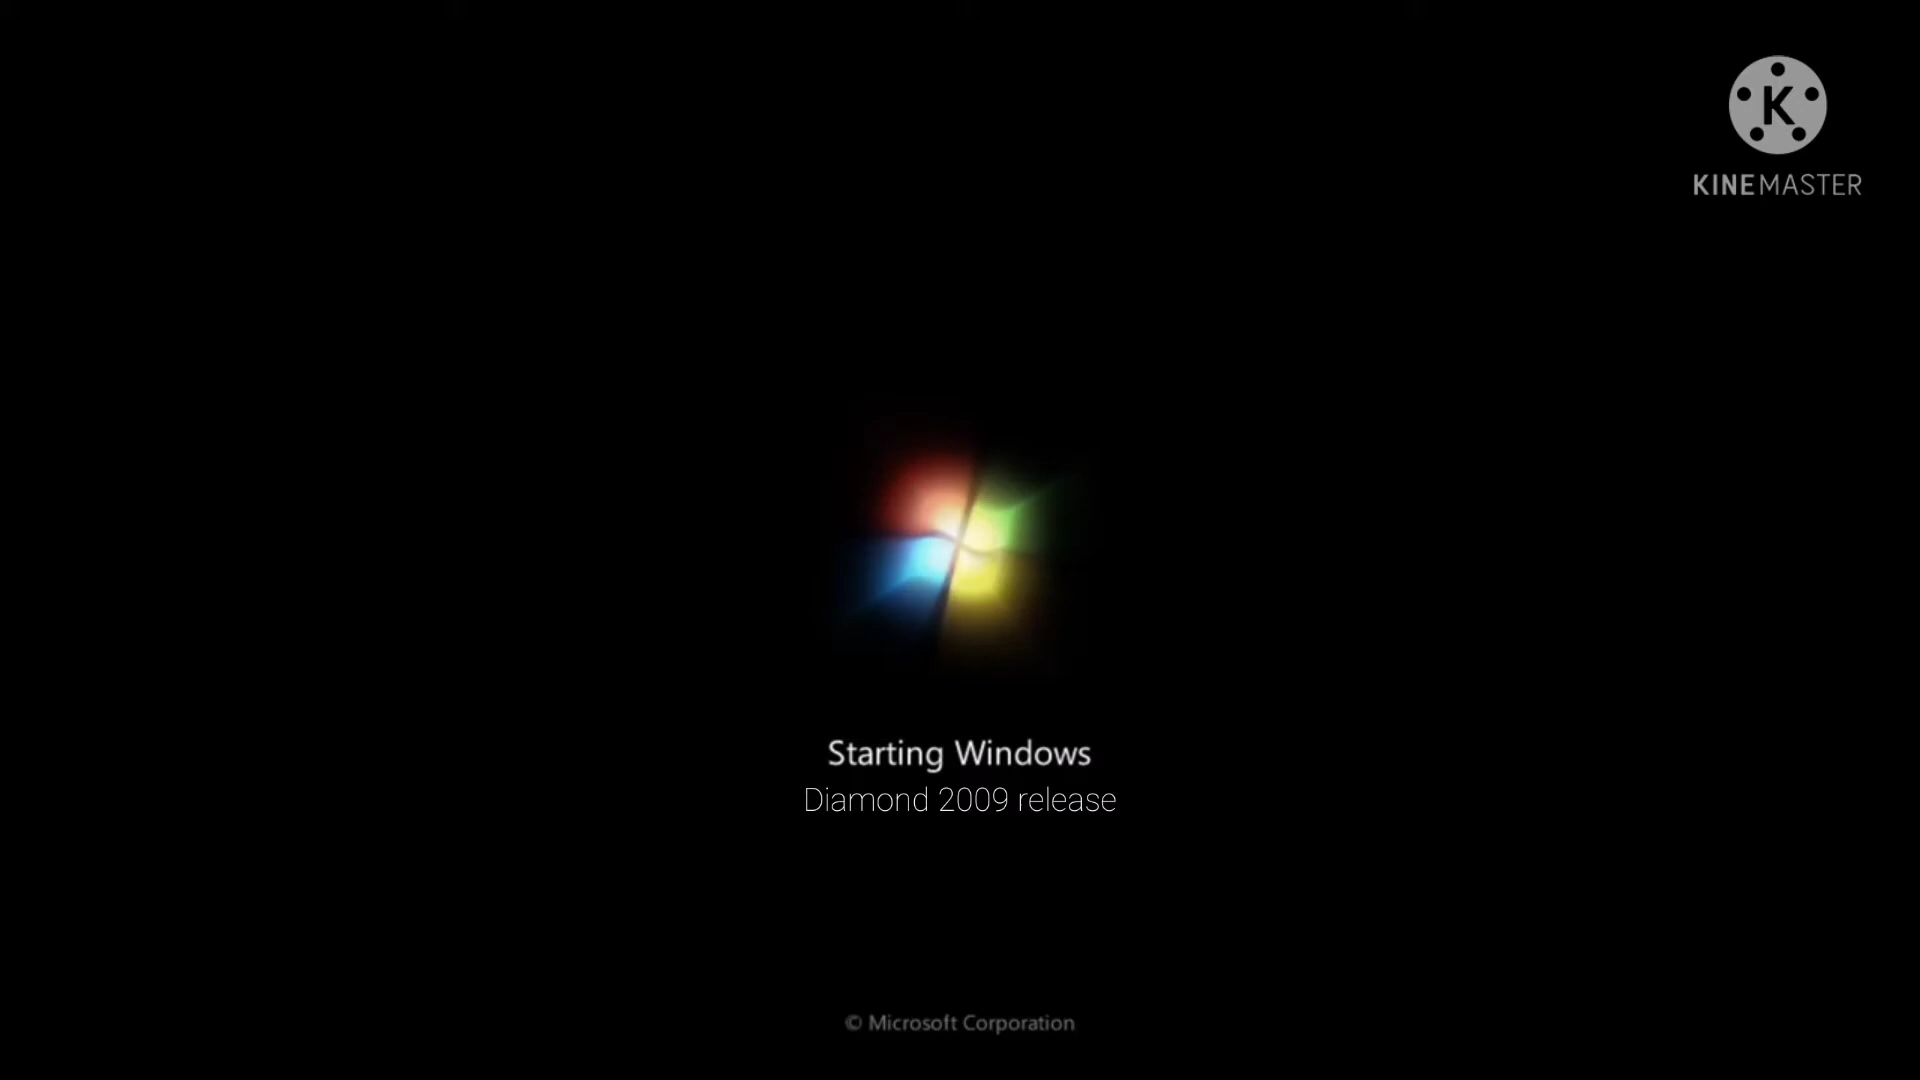 K
KINEMASTER
Starting Windows
Diamond 2009 release
© Microsoft Corporation